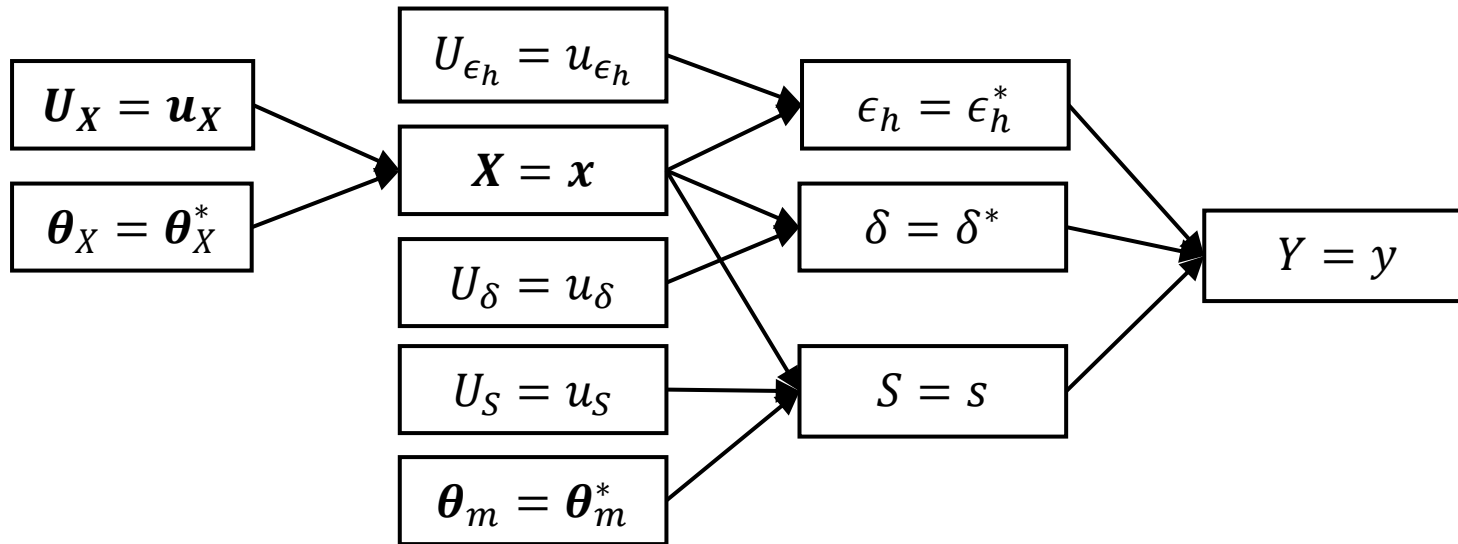 𝑼_𝑿 = 𝒖_𝑿
𝜽_𝑋 = 𝜽_𝑋^*
𝑈_{𝜖_ℎ} = 𝑢_{𝜖_ℎ}
𝑿 = 𝒙
𝑈_𝛿 = 𝑢_𝛿
𝑈_𝑆 = 𝑢_𝑆
𝜽_𝑚 = 𝜽_𝑚^*
𝜖_ℎ = 𝜖_ℎ^*
𝛿 = 𝛿^*
𝑆 = 𝑠
𝑌 = 𝑦